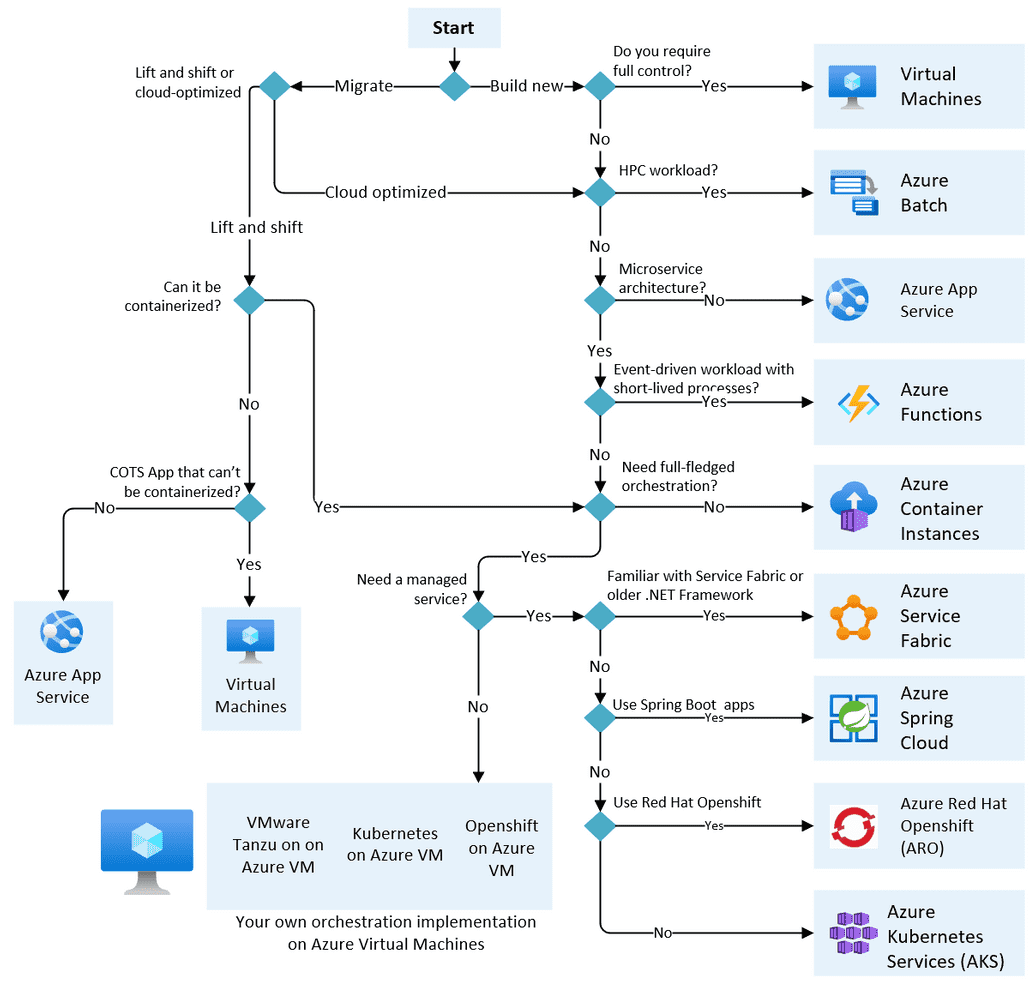 Start
Do you require
full control?
Lift and shift or
cloud-optimized
Migrate
Build new
Yes
Virtual
Machines
No
HPC workload?
Cloud optimized
Yes
Azure
Batch
Lift and shift
No
Microservice
architecture?
No
Azure App
Service
Can it be
containerized?
Yes
Event-driven workload with
short-lived processes?
Yes
Azure
Functions
No
No
COTS App that can't
be containerized?
Need full-fledged
orchestration?
No
Yes
No
Azure
Container
Instances
Yes
Yes
Need a managed
service?
Familiar with Service Fabric or
older .NET Framework
Yes
Yes
Azure
Service
Fabric
Azure App
Service
Virtual
Machines
No
No
Use Spring Boot  apps
Yes
Azure
Spring
Cloud
No
Use Red Hat Openshift
Yes
Azure Red Hat
Openshift
(ARO)
VMware
Tanzu on on
Azure VM
Kubernetes
on Azure VM
Openshift
on Azure
VM
Your own orchestration implementation
on Azure Virtual Machines
No
Azure
Kubernetes
Services (AKS)